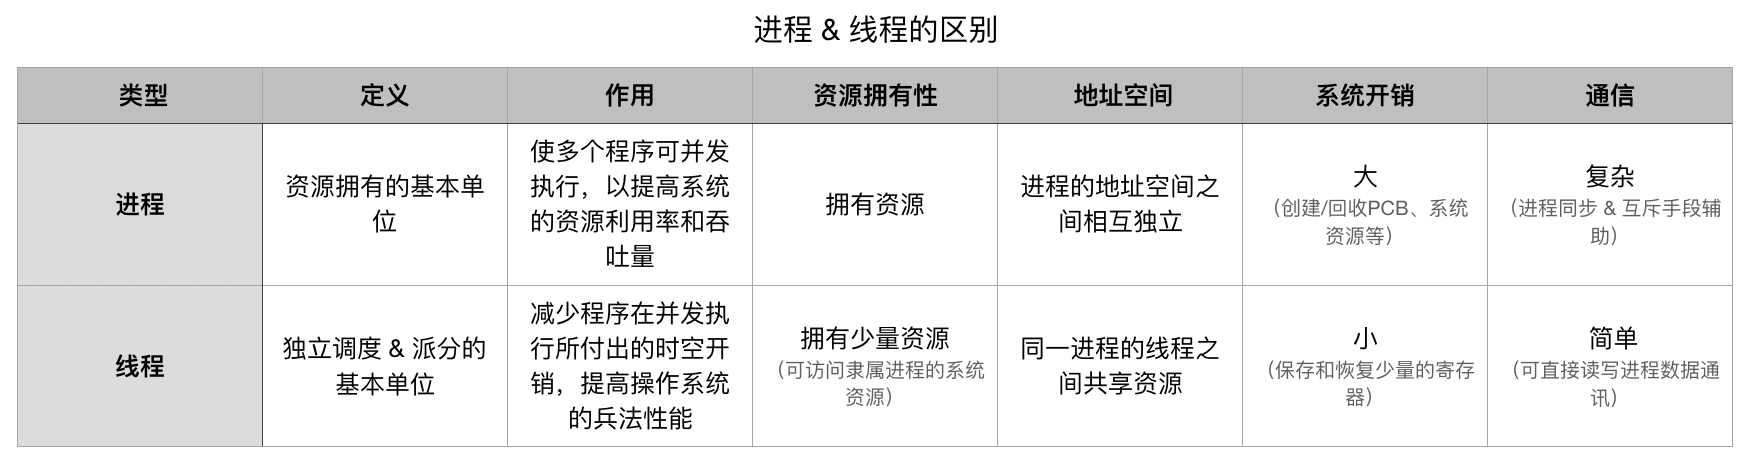 进程 & 线程的区别
类型
定义
作用
资源拥有性
地址空间
系统开销
通信
进程
资源拥有的基本单
位
使多个程序可并发
执行，以提高系统
的资源利用率和吞
吐量
拥有资源
进程的地址空间之
间相互独立
大
（创建/回收PCB、系统
资源等）
复杂
（进程同步 & 互斥手段辅
助）
线程
独立调度 & 派分的
基本单位
减少程序在并发执
行所付出的时空开
销，提高操作系统
的兵法性能
拥有少量资源
（可访问隶属进程的系统
资源）
同一进程的线程之
间共享资源
小
（保存和恢复少量的寄存
器）
简单
（可直接读写进程数据通
讯）